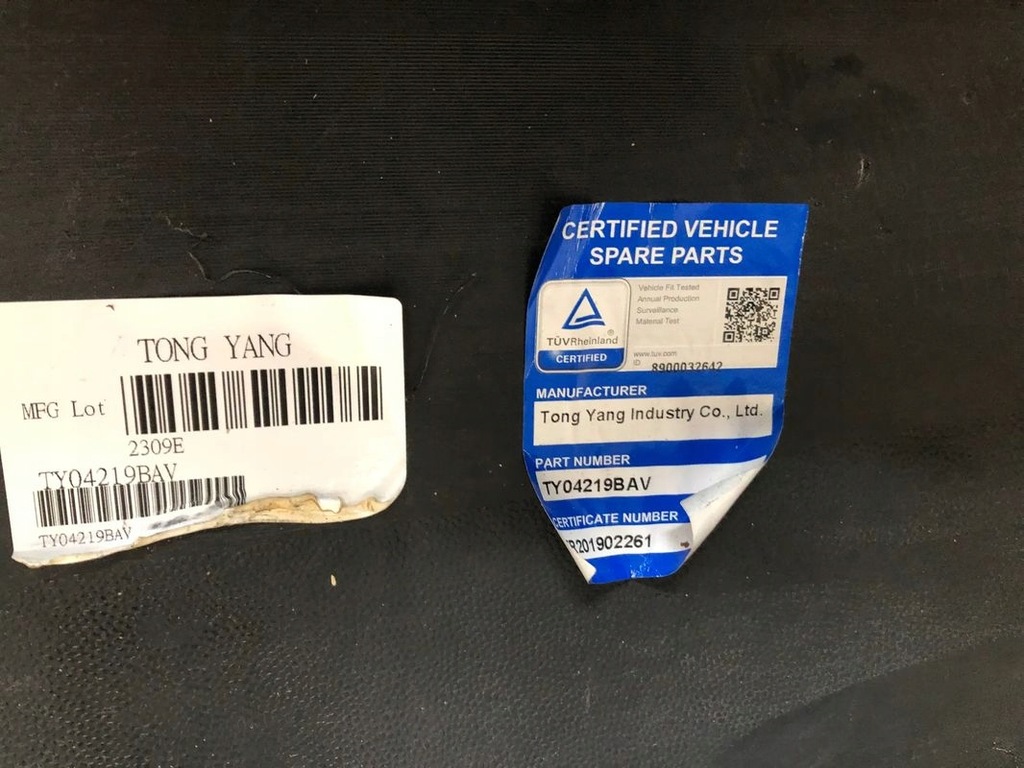 TONG YANG
MFG Lot
2309E
TY04219BAV
TY04219BAV
CERTIFIED VEHICLE
SPARE PARTS
TÜVRheinland®
CERTIFIED
Vehicle Fit Tested
Annual Production
Surveillance
Material Test
www.tuv.com
ID 8900032642
MANUFACTURER
Tong Yang Industry Co., Ltd.
PART NUMBER
TY04219BAV
CERTIFICATE NUMBER
R201902261